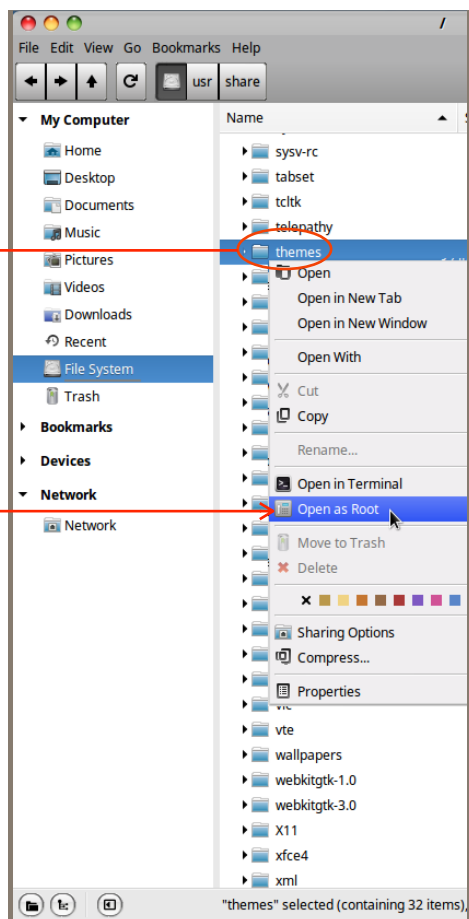 /
File Edit View Go Bookmarks Help
usr share
My Computer
Home
Desktop
Documents
Music
Pictures
Videos
Downloads
Recent
File System
Trash
Bookmarks
Devices
Network
Network
Name
sysv-rc
tabset
tcltk
telepathy
themes
Open
Open in New Tab
Open in New Window
Open With
Cut
Copy
Rename...
Open in Terminal
Open as Root
Move to Trash
Delete
Sharing Options
Compress...
Properties
vte
wallpapers
webkitgtk-1.0
webkitgtk-3.0
X11
xfce4
xml
"themes" selected (containing 32 items),